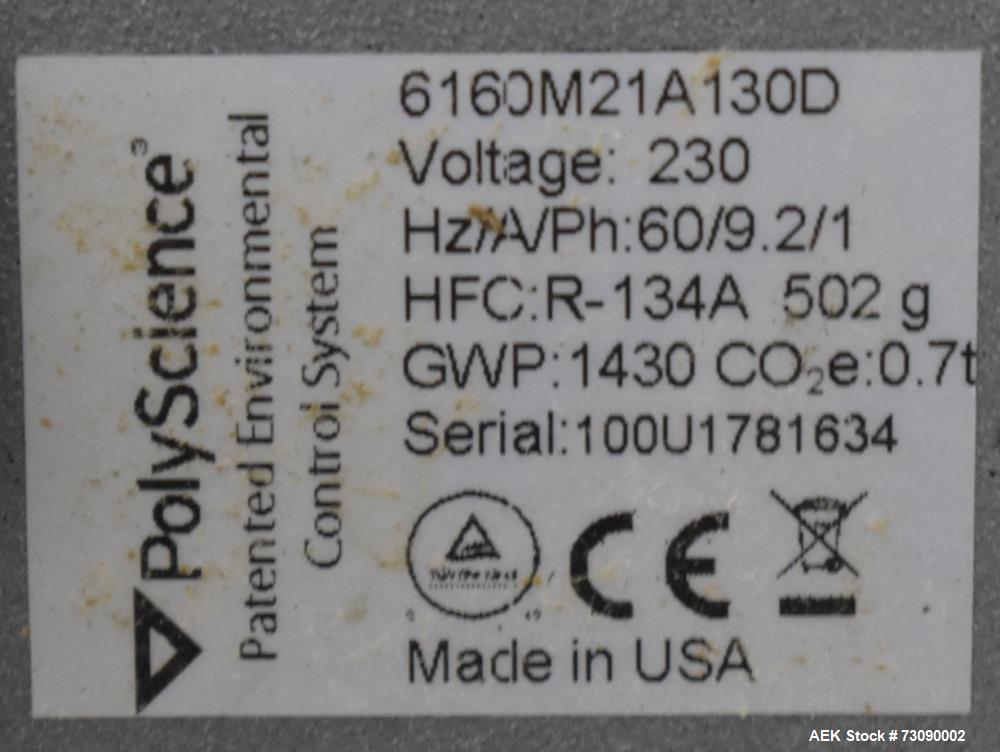 PolyScience
Patented Environmental
Control System
6160M21A130D
Voltage: 230
Hz/A/Ph:60/9.2/1
HFC:R-134A 502 g
GWP:1430 CO₂e:0.7t
Serial:100U1781634
CE
Made in USA
AEK Stock # 73090002